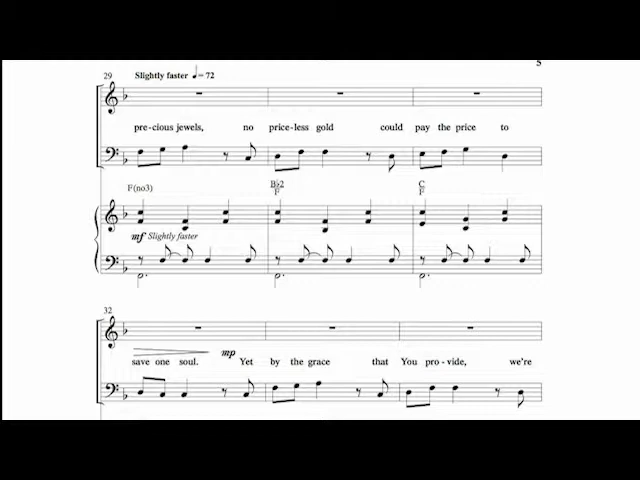 5
29 Slightly faster ♩= 72
pre-cious jewels, no price-less gold could pay the price to
F(no3) B♭2/F C/F
mf Slightly faster
32
mp
save one soul. Yet by the grace that You pro-vide, we're